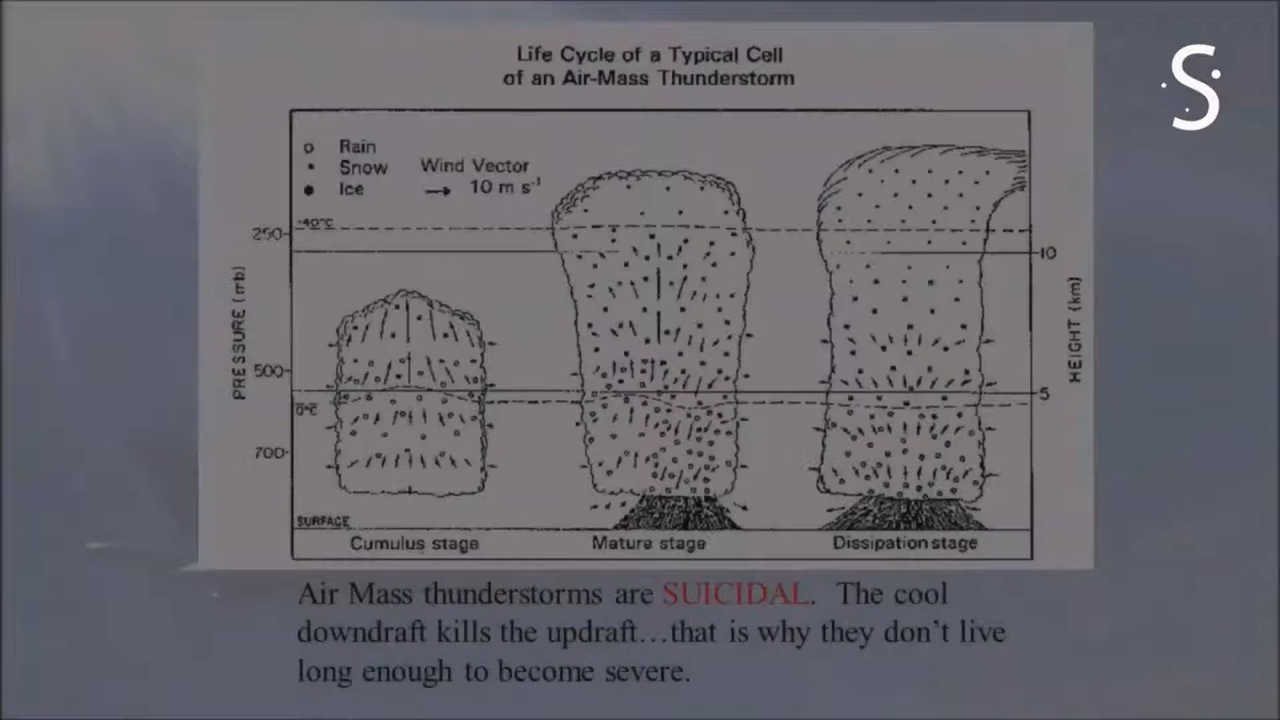 Life Cycle of a Typical Cell
of an Air-Mass Thunderstorm
Rain
Snow
Ice
Wind Vector
→ 10 m s⁻¹
-40°C
250
10
PRESSURE (mb)
HEIGHT (km)
500
5
0°C
700
SURFACE
Cumulus stage
Mature stage
Dissipation stage
Air Mass thunderstorms are SUICIDAL. The cool
downdraft kills the updraft…that is why they don't live
long enough to become severe.
S